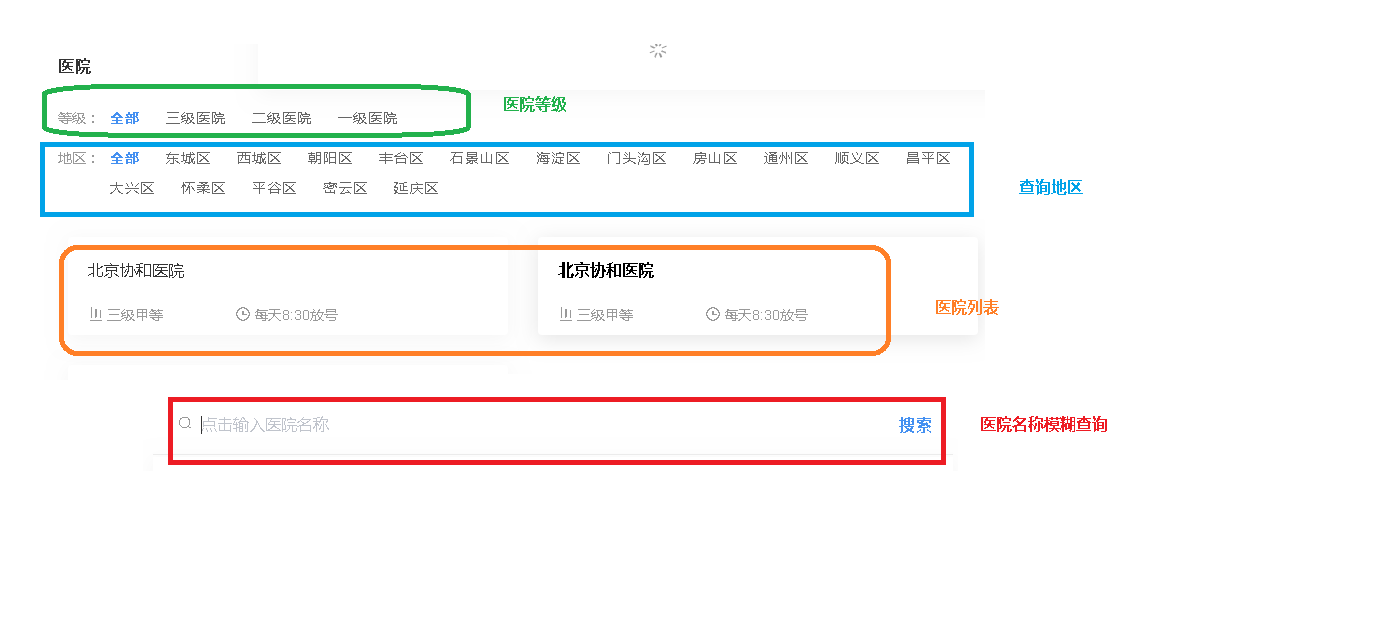 医院
等级： 全部 三级医院 二级医院 一级医院
医院等级
地区： 全部 东城区 西城区 朝阳区 丰台区 石景山区 海淀区 门头沟区 房山区 通州区 顺义区 昌平区
大兴区 怀柔区 平谷区 密云区 延庆区
查询地区
北京协和医院 北京协和医院
三级甲等 每天8:30放号 三级甲等 每天8:30放号
医院列表
点击输入医院名称 搜索
医院名称模糊查询